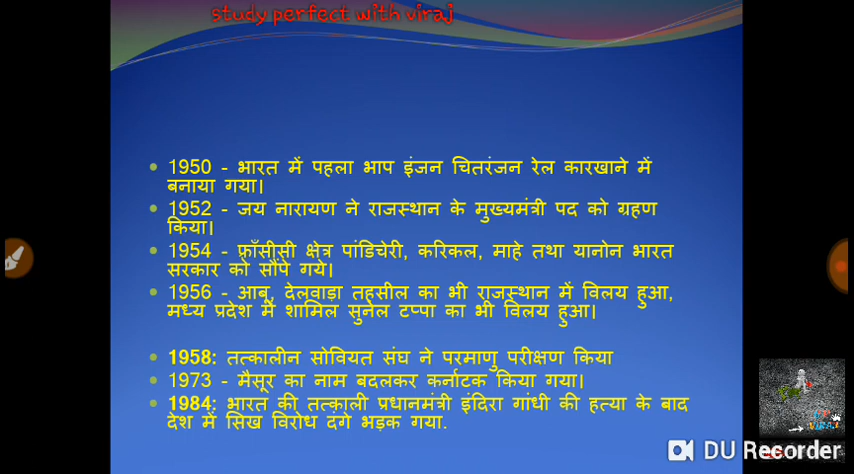 study perfect with viraj
• 1950 - भारत में पहला भाप इंजन चितरंजन रेल कारखाने में
बनाया गया।
• 1952 - जय नारायण ने राजस्थान के मुख्यमंत्री पद को ग्रहण
किया।
• 1954 - फ्राँसीसी क्षेत्र पांडिचेरी, करिकल, माहे तथा यानोन भारत
सरकार को सौंपे गये।
• 1956 - आबू, देलवाड़ा तहसील का भी राजस्थान में विलय हुआ,
मध्य प्रदेश में शामिल सुनेल टप्पा का भी विलय हुआ।
• 1958: तत्कालीन सोवियत संघ ने परमाणु परीक्षण किया
• 1973 - मैसूर का नाम बदलकर कर्नाटक किया गया।
• 1984: भारत की तत्काली प्रधानमंत्री इंदिरा गांधी की हत्या के बाद
देश में सिख विरोध दंगे भड़क गया.
DU Recorder